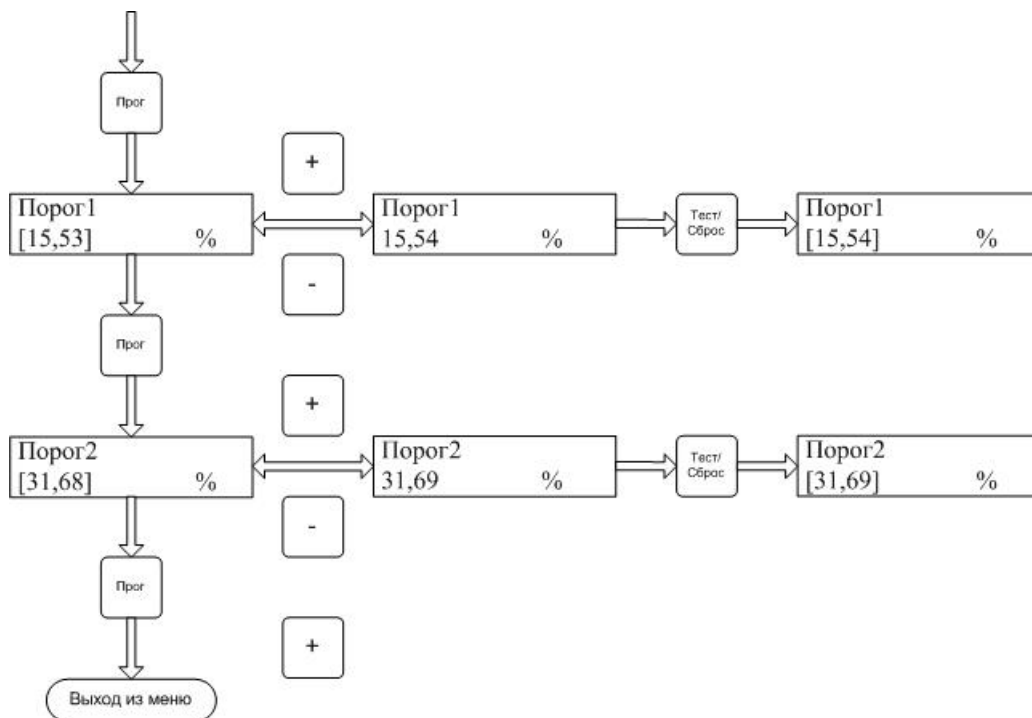 Прог
+
Порог1
[15,53] %
Порог1
15,54 %
Тест/
Сброс
Порог1
[15,54] %
-
Прог
+
Порог2
[31,68] %
Порог2
31,69 %
Тест/
Сброс
Порог2
[31,69] %
-
Прог
+
Выход из меню